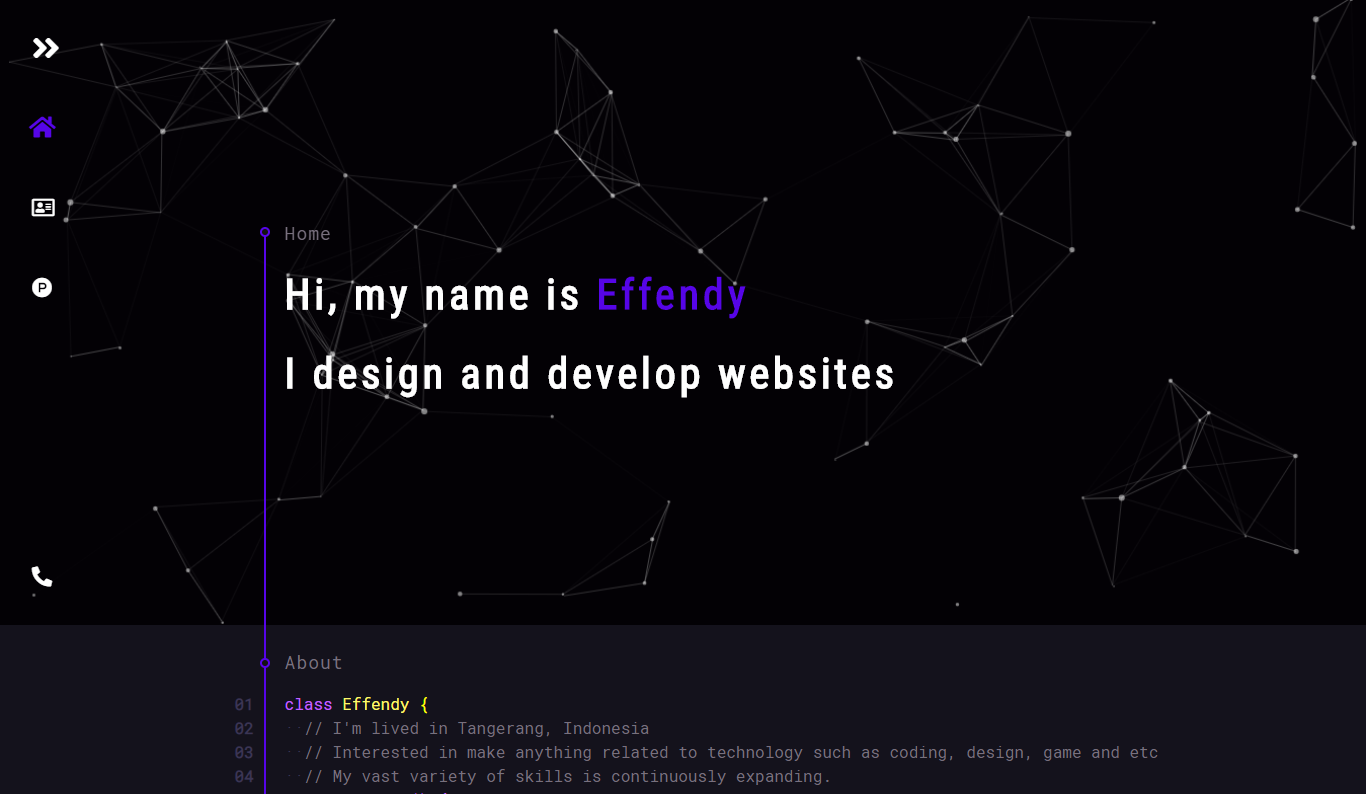 Home
Hi, my name is Effendy
I design and develop websites
About
01 class Effendy {
02 // I'm lived in Tangerang, Indonesia
03 // Interested in make anything related to technology such as coding, design, game and etc
04 // My vast variety of skills is continuously expanding.